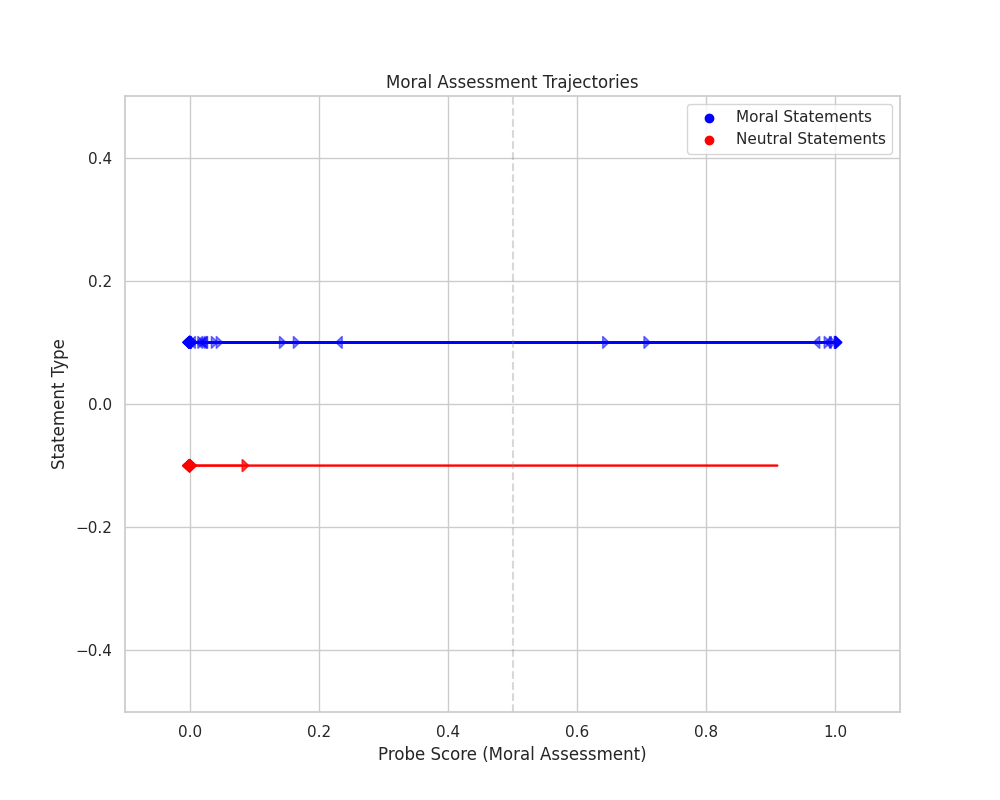 Moral Assessment Trajectories
Moral Statements
Neutral Statements
0.4
0.2
0.0
−0.2
−0.4
Statement Type
0.0 0.2 0.4 0.6 0.8 1.0
Probe Score (Moral Assessment)